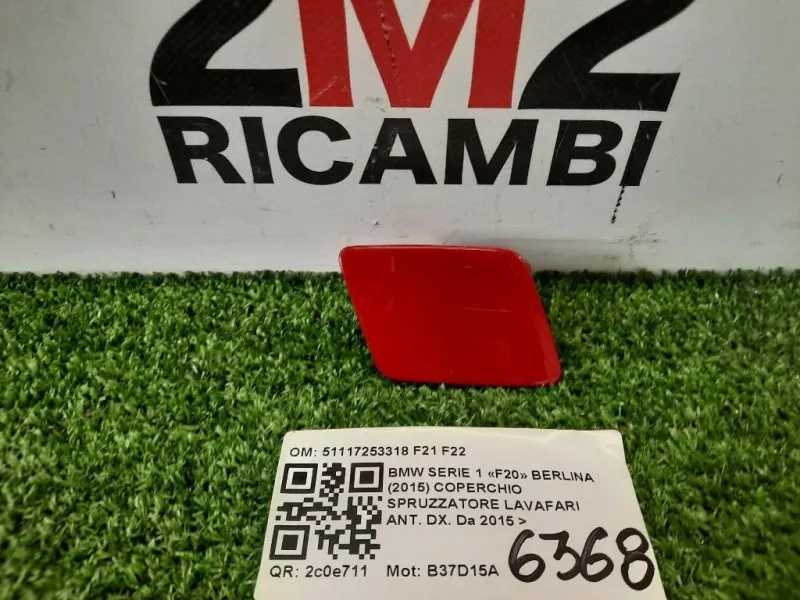 2M2
RICAMBI
OM: 51117253318 F21 F22
BMW SERIE 1 «F20» BERLINA
(2015) COPERCHIO
SPRUZZATORE LAVAFARI
ANT. DX. Da 2015 >
QR: 2c0e711 Mot: B37D15A
6368